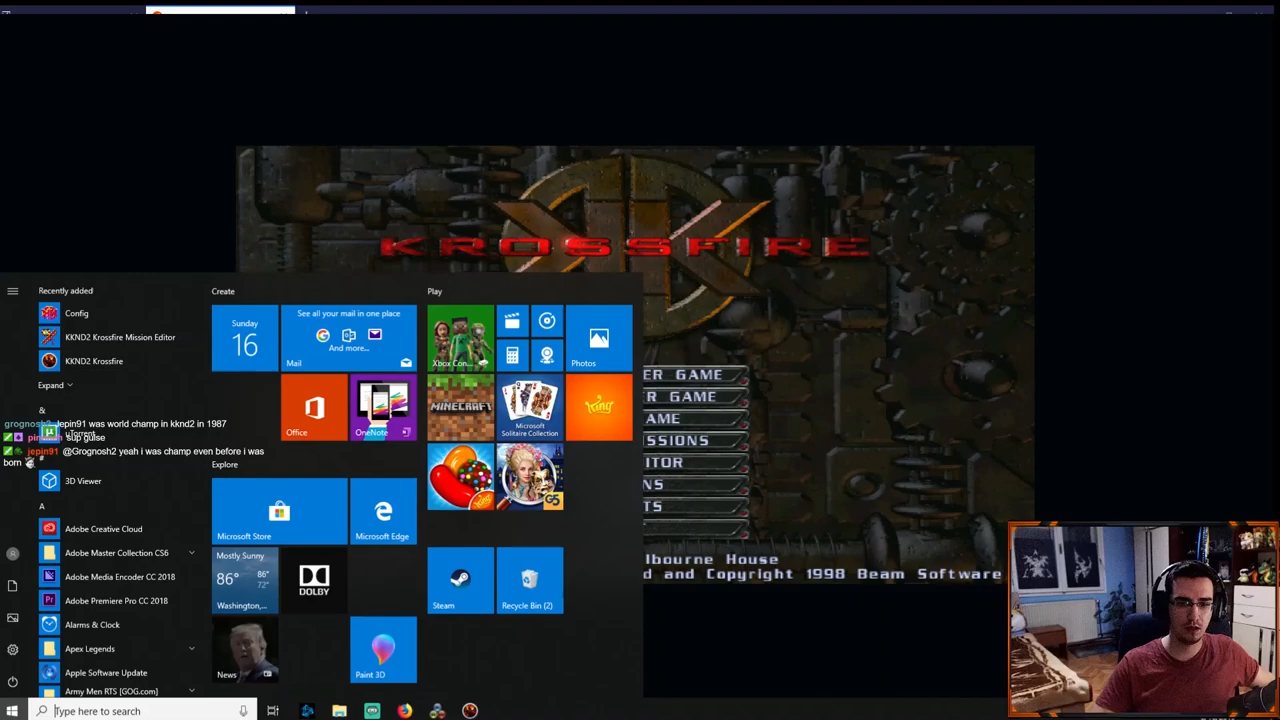 KROSSFIRE
Recently added
Config
KKND2 Krossfire Mission Editor
KKND2 Krossfire
Expand
&
A
3D Viewer
Adobe Creative Cloud
Adobe Master Collection CS6
Adobe Media Encoder CC 2018
Adobe Premiere Pro CC 2018
Alarms & Clock
Apex Legends
Apple Software Update
Army Men RTS [GOG.com]
grognosh2: Jepin91 was world champ in kknd2 in 1987
sup guise
jepin91 @Grognosh2 yeah i was champ even before i was
born
Create
Sunday
16
See all your mail in one place
And more...
Mail
Office
OneNote
Explore
Microsoft Store
Microsoft Edge
Mostly Sunny
86° 86°
72°
Washington,...
DOLBY
News
Paint 3D
Play
Xbox Con...
Photos
MINECRAFT
Microsoft
Solitaire Collection
King
G5
Steam
Recycle Bin (2)
ER GAME
ER GAME
AME
ISSIONS
ITOR
NS
TS
lbourne House
d and Copyright 1998 Beam Software
Type here to search